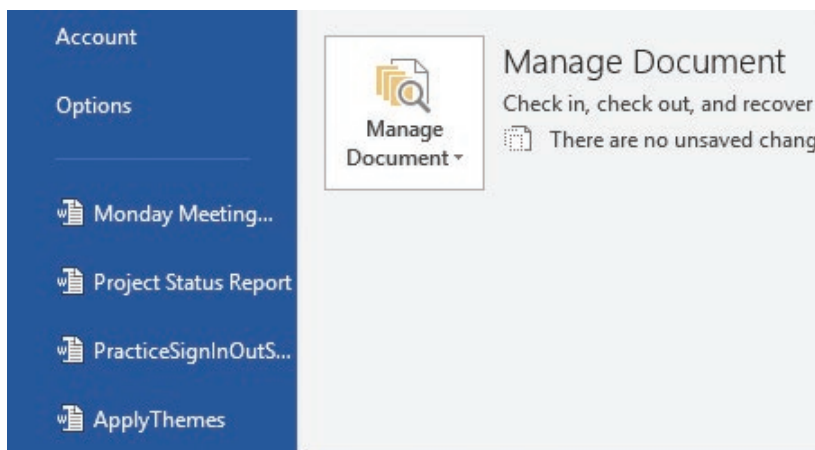 Account
Options
Monday Meeting...
Project Status Report
PracticeSignInOutS...
ApplyThemes
Manage
Document
Manage Document
Check in, check out, and recover
There are no unsaved chang